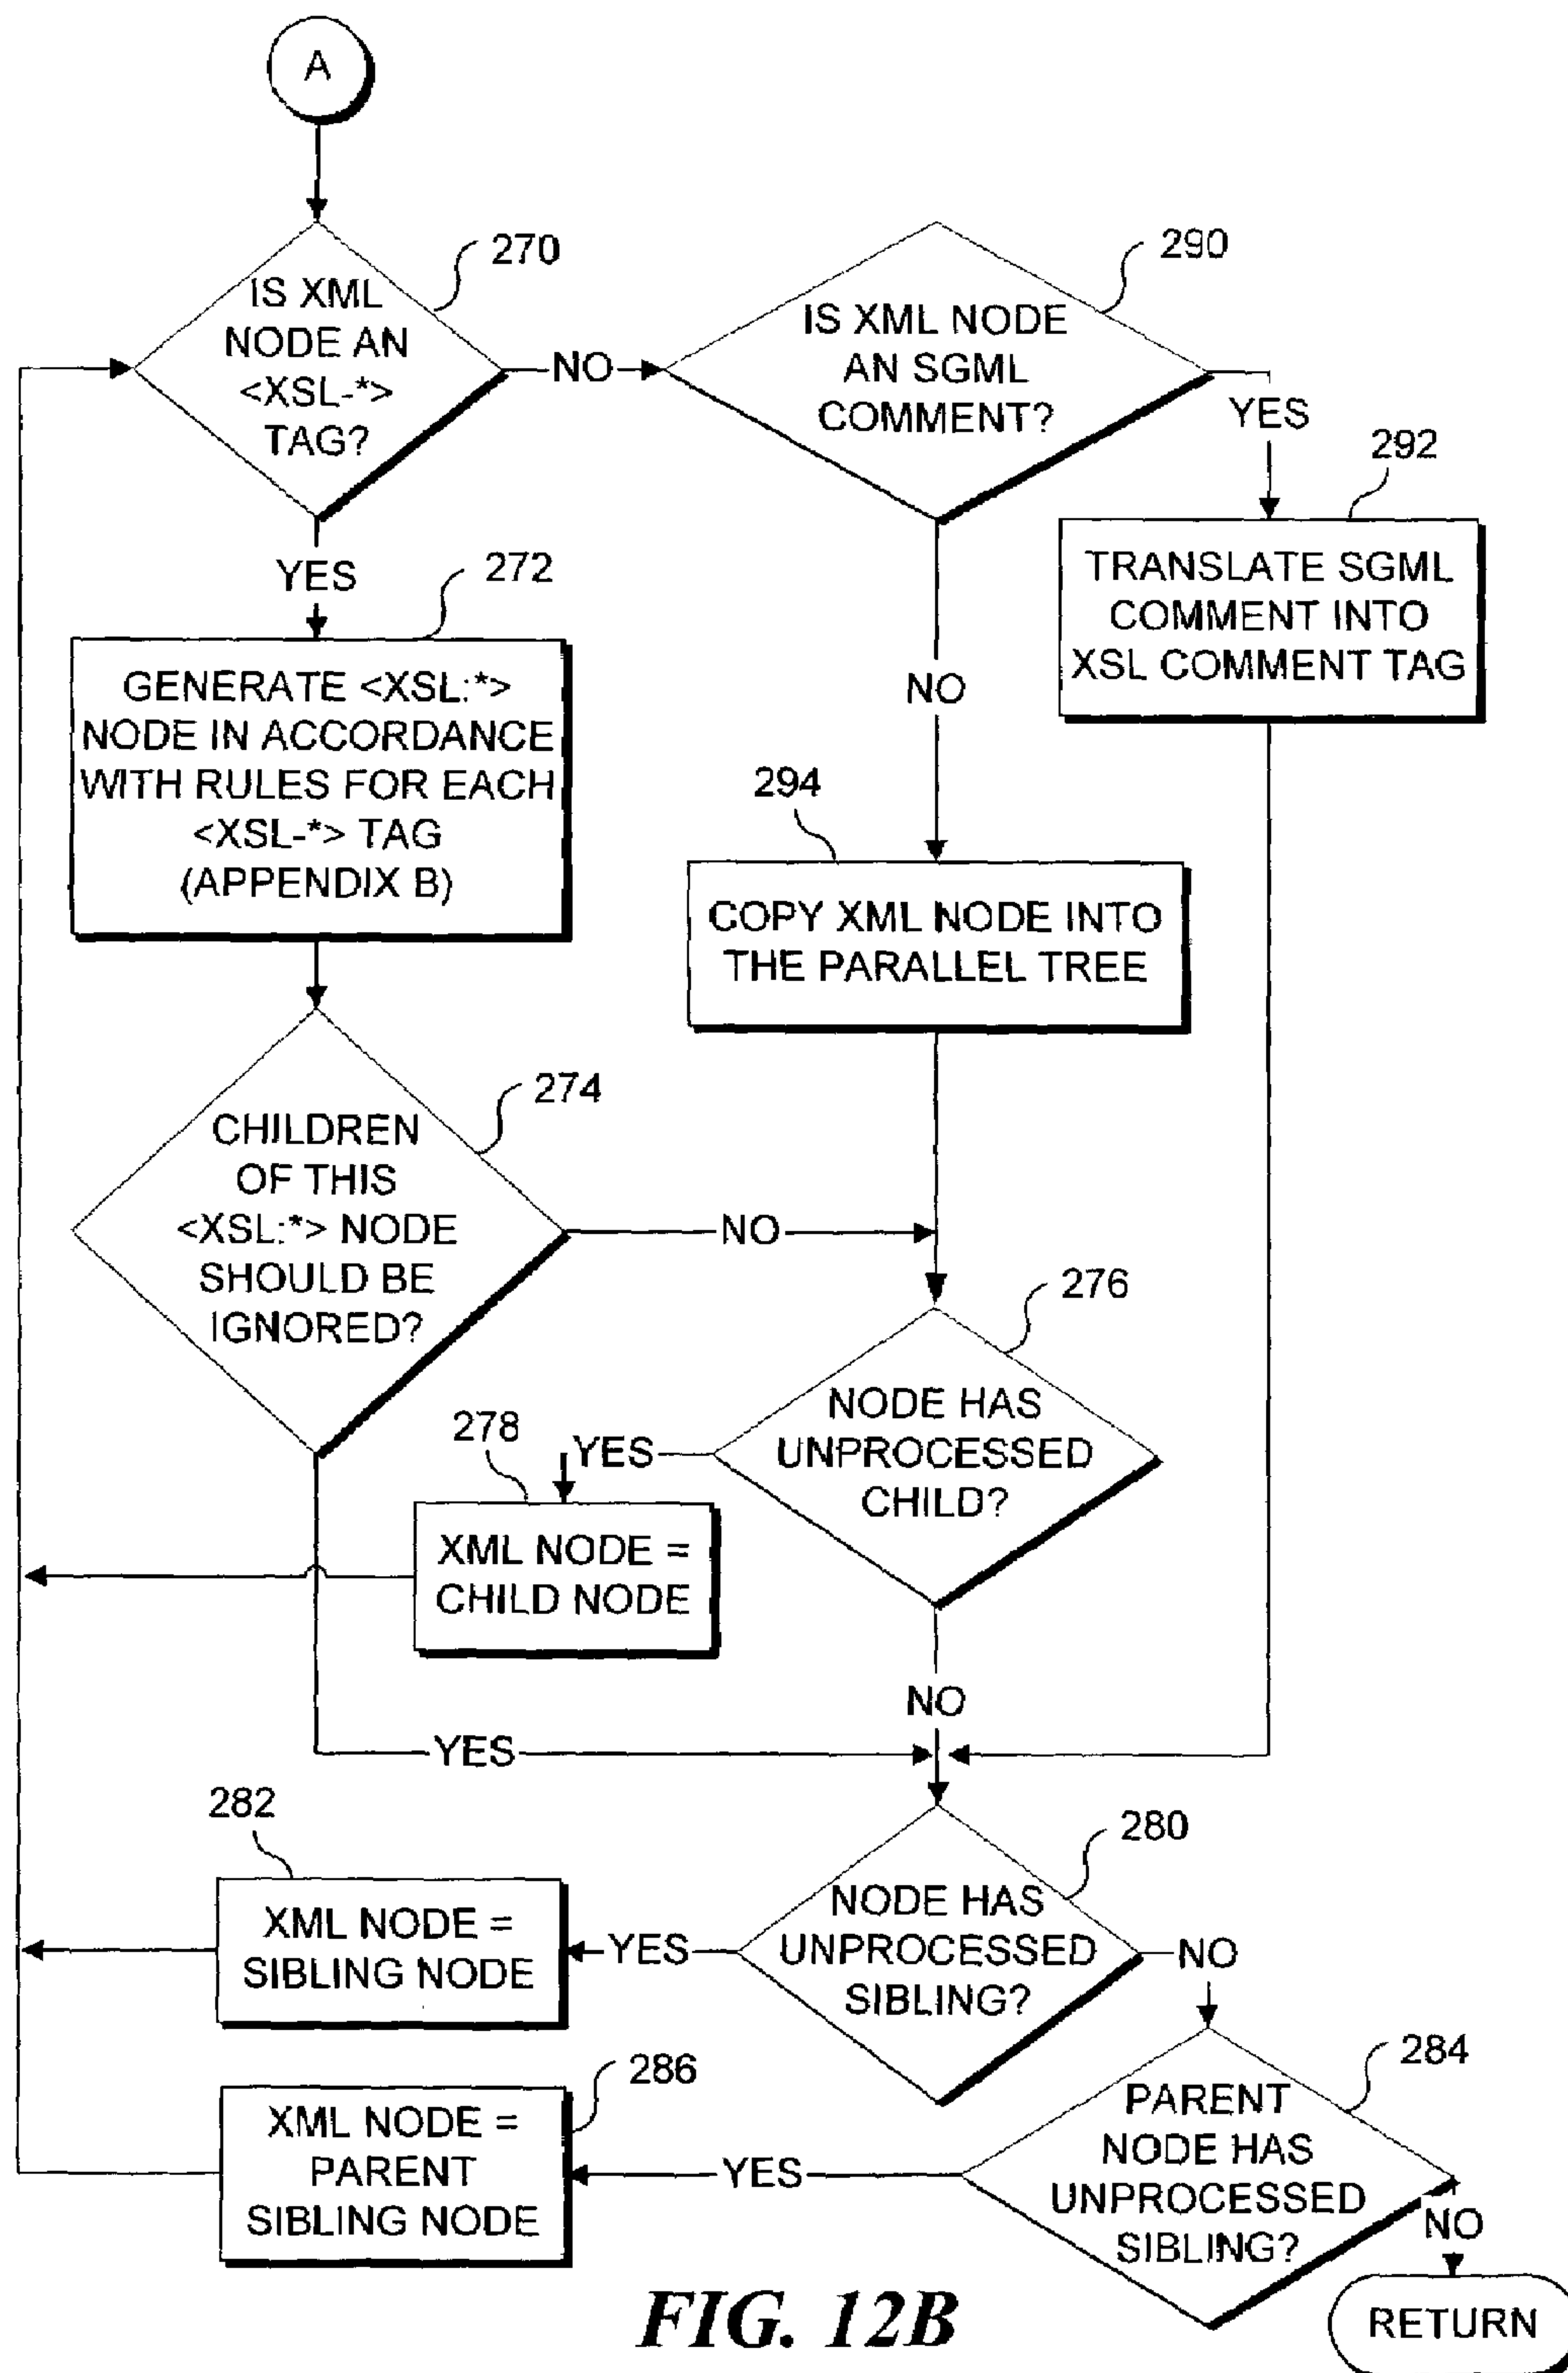 A
270
IS XML
NODE AN
<XSL-*>
TAG?
NO
290
IS XML NODE
AN SGML
COMMENT?
YES
292
TRANSLATE SGML
COMMENT INTO
XSL COMMENT TAG
YES
272
GENERATE <XSL:*>
NODE IN ACCORDANCE
WITH RULES FOR EACH
<XSL-*> TAG
(APPENDIX B)
NO
294
COPY XML NODE INTO
THE PARALLEL TREE
274
CHILDREN
OF THIS
<XSL:*> NODE
SHOULD BE
IGNORED?
NO
276
NODE HAS
UNPROCESSED
CHILD?
YES
278
XML NODE =
CHILD NODE
NO
YES
280
NODE HAS
UNPROCESSED
SIBLING?
YES
282
XML NODE =
SIBLING NODE
NO
284
PARENT
NODE HAS
UNPROCESSED
SIBLING?
YES
286
XML NODE =
PARENT
SIBLING NODE
NO
RETURN
FIG. 12B